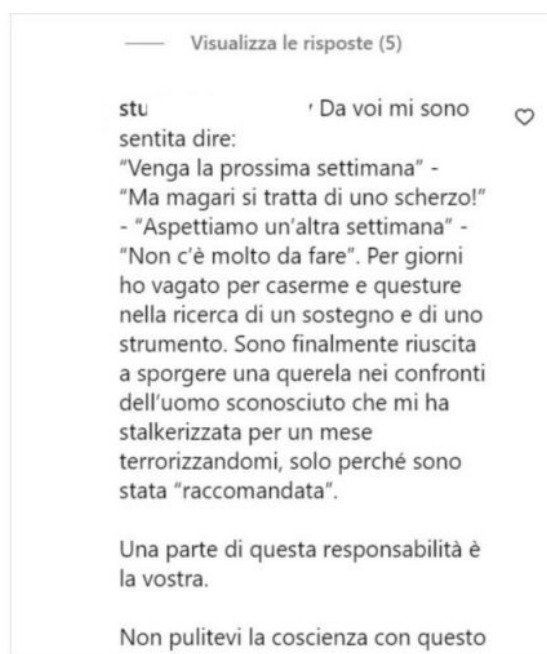 Visualizza le risposte (5)
stu Da voi mi sono
sentita dire:
“Venga la prossima settimana” -
“Ma magari si tratta di uno scherzo!”
- “Aspettiamo un’altra settimana” -
“Non c’è molto da fare”. Per giorni
ho vagato per caserme e questure
nella ricerca di un sostegno e di uno
strumento. Sono finalmente riuscita
a sporgere una querela nei confronti
dell’uomo sconosciuto che mi ha
stalkerizzata per un mese
terrorizzandomi, solo perché sono
stata “raccomandata”.
Una parte di questa responsabilità è
la vostra.
Non pulitevi la coscienza con questo